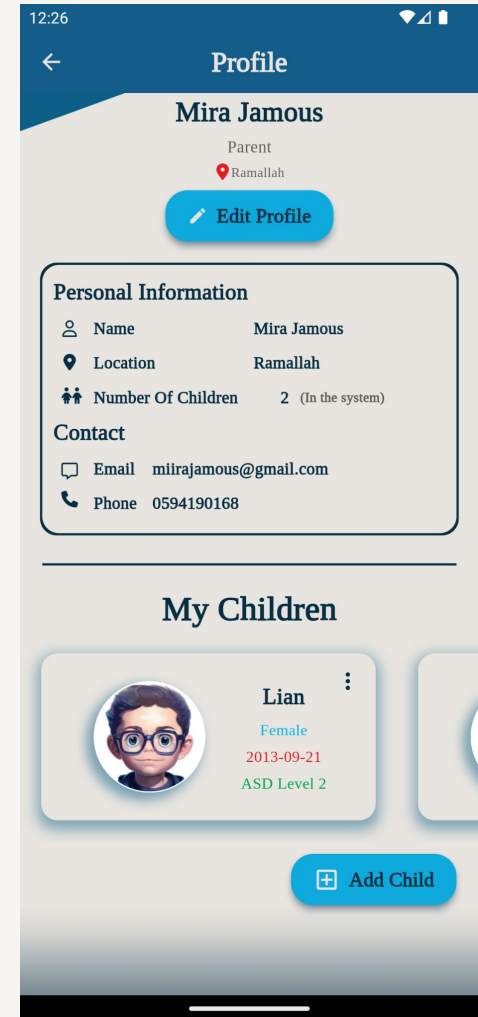 12:26
Profile
Mira Jamous
Parent
Ramallah
Edit Profile
Personal Information
Name Mira Jamous
Location Ramallah
Number Of Children 2 (In the system)
Contact
Email miirajamous@gmail.com
Phone 0594190168
My Children
Lian
Female
2013-09-21
ASD Level 2
Add Child